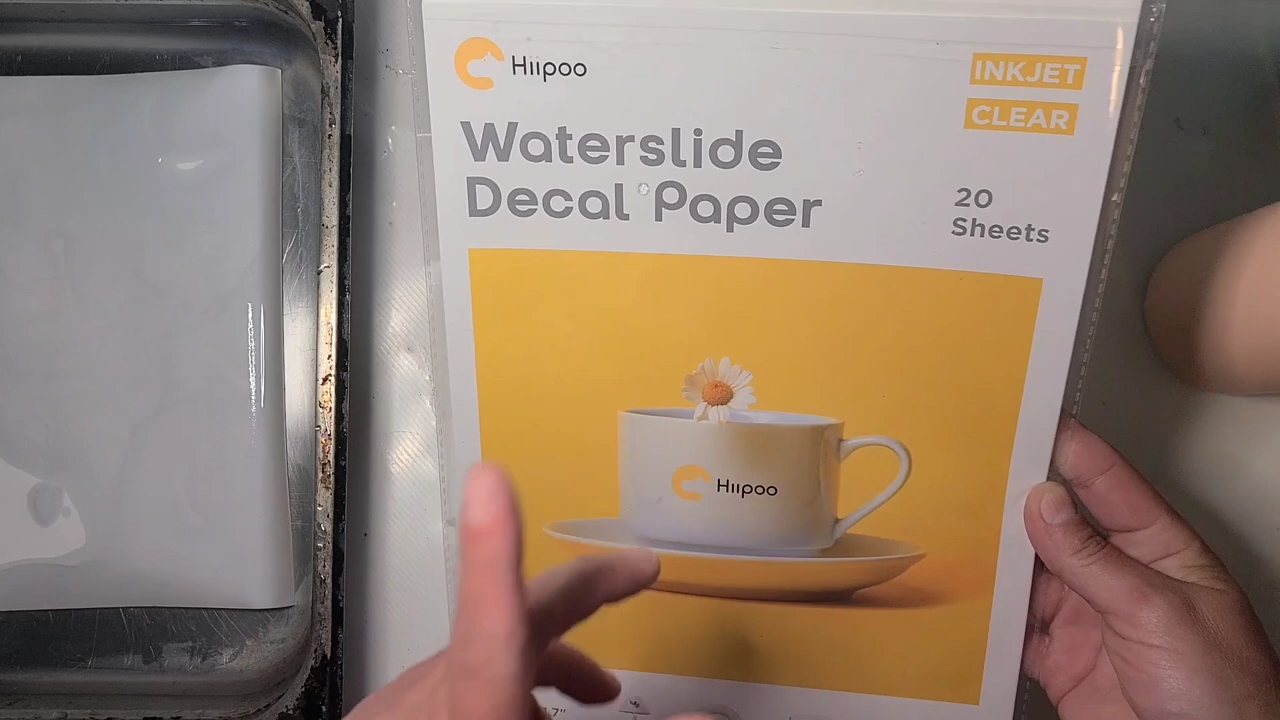 Hiipoo
INKJET
CLEAR
Waterslide
Decal Paper
20
Sheets
Hiipoo